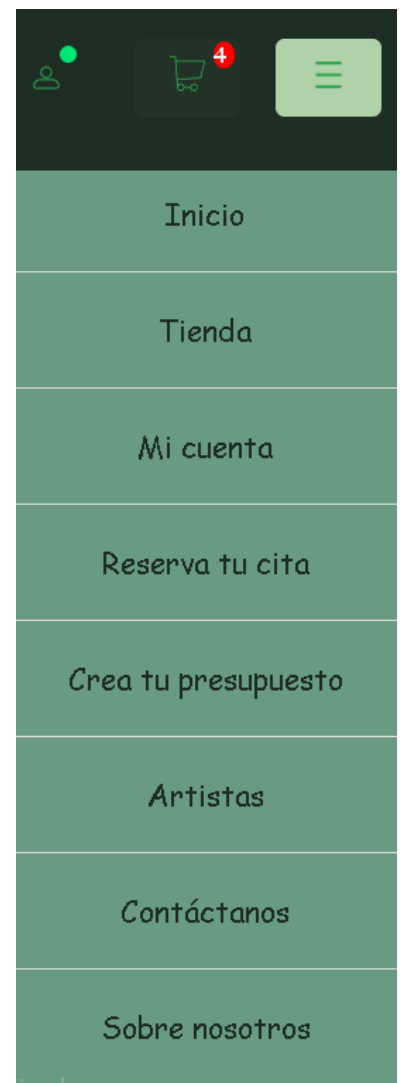 4
Inicio
Tienda
Mi cuenta
Reserva tu cita
Crea tu presupuesto
Artistas
Contáctanos
Sobre nosotros